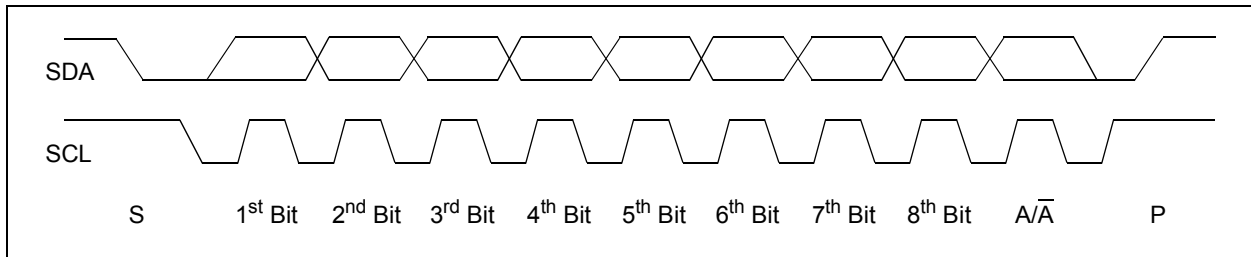 SDA
SCL
S 1st Bit 2nd Bit 3rd Bit 4th Bit 5th Bit 6th Bit 7th Bit 8th Bit A/A̅ P